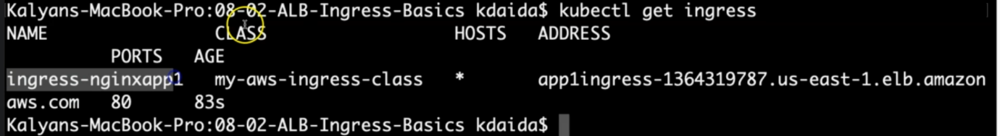 Kalyans-MacBook-Pro:08-02-ALB-Ingress-Basics kdaida$ kubectl get ingress
NAME CLASS HOSTS ADDRESS
PORTS AGE
ingress-nginxapp1 my-aws-ingress-class * app1ingress-1364319787.us-east-1.elb.amazon
aws.com 80 83s
Kalyans-MacBook-Pro:08-02-ALB-Ingress-Basics kdaida$